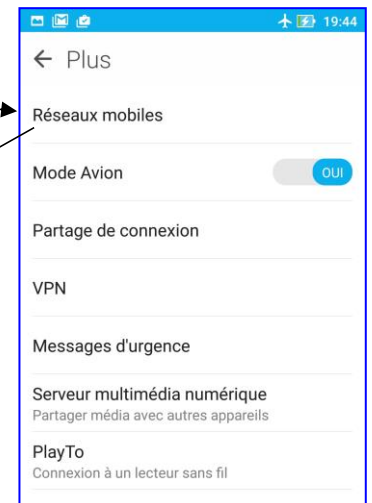 19:44
← Plus
Réseaux mobiles
Mode Avion OUI
Partage de connexion
VPN
Messages d'urgence
Serveur multimédia numérique
Partager média avec autres appareils
PlayTo
Connexion à un lecteur sans fil